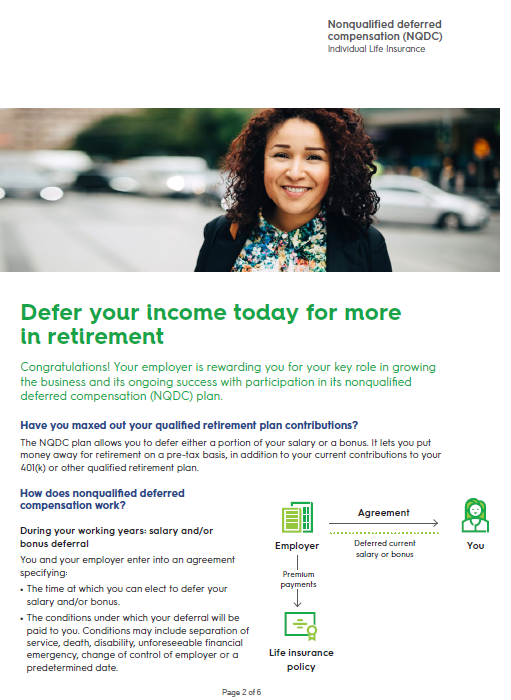 Nonqualified deferred
compensation (NQDC)
Individual Life Insurance
Defer your income today for more
in retirement
Congratulations! Your employer is rewarding you for your key role in growing
the business and its ongoing success with participation in its nonqualified
deferred compensation (NQDC) plan.
Have you maxed out your qualified retirement plan contributions?
The NQDC plan allows you to defer either a portion of your salary or a bonus. It lets you put
money away for retirement on a pre-tax basis, in addition to your current contributions to your
401(k) or other qualified retirement plan.
How does nonqualified deferred
compensation work?
During your working years: salary and/or
bonus deferral
You and your employer enter into an agreement
specifying:
• The time at which you can elect to defer your
salary and/or bonus.
• The conditions under which your deferral will be
paid to you. Conditions may include separation of
service, death, disability, unforeseeable financial
emergency, change of control of employer or a
predetermined date.
Agreement
Employer
Deferred current
salary or bonus
You
Premium
payments
Life insurance
policy
Page 2 of 6